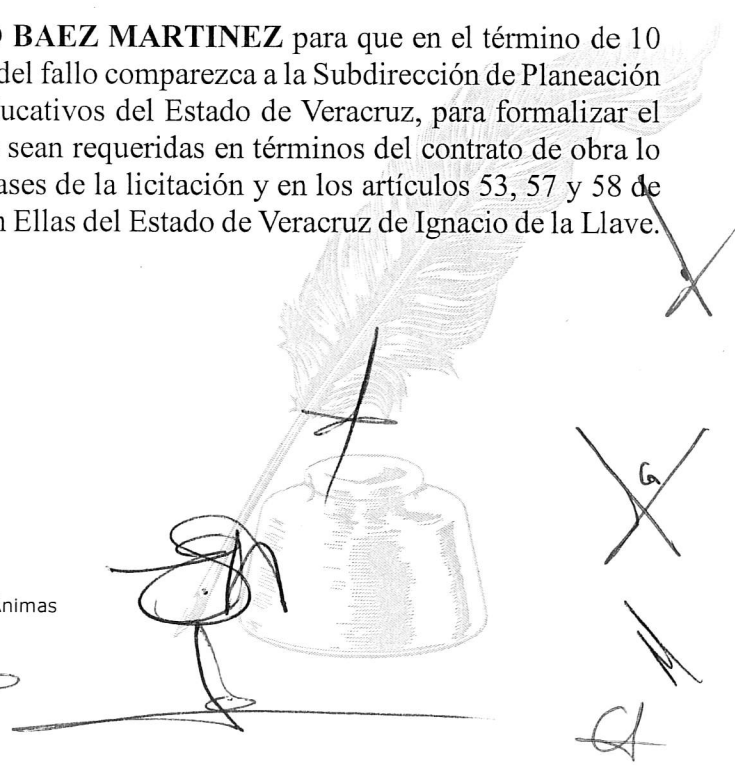 BAEZ MARTINEZ para que en el término de 10
del fallo comparezca a la Subdirección de Planeación
ucativos del Estado de Veracruz, para formalizar el
sean requeridas en términos del contrato de obra lo
ases de la licitación y en los artículos 53, 57 y 58 de
n Ellas del Estado de Veracruz de Ignacio de la Llave.
nimas